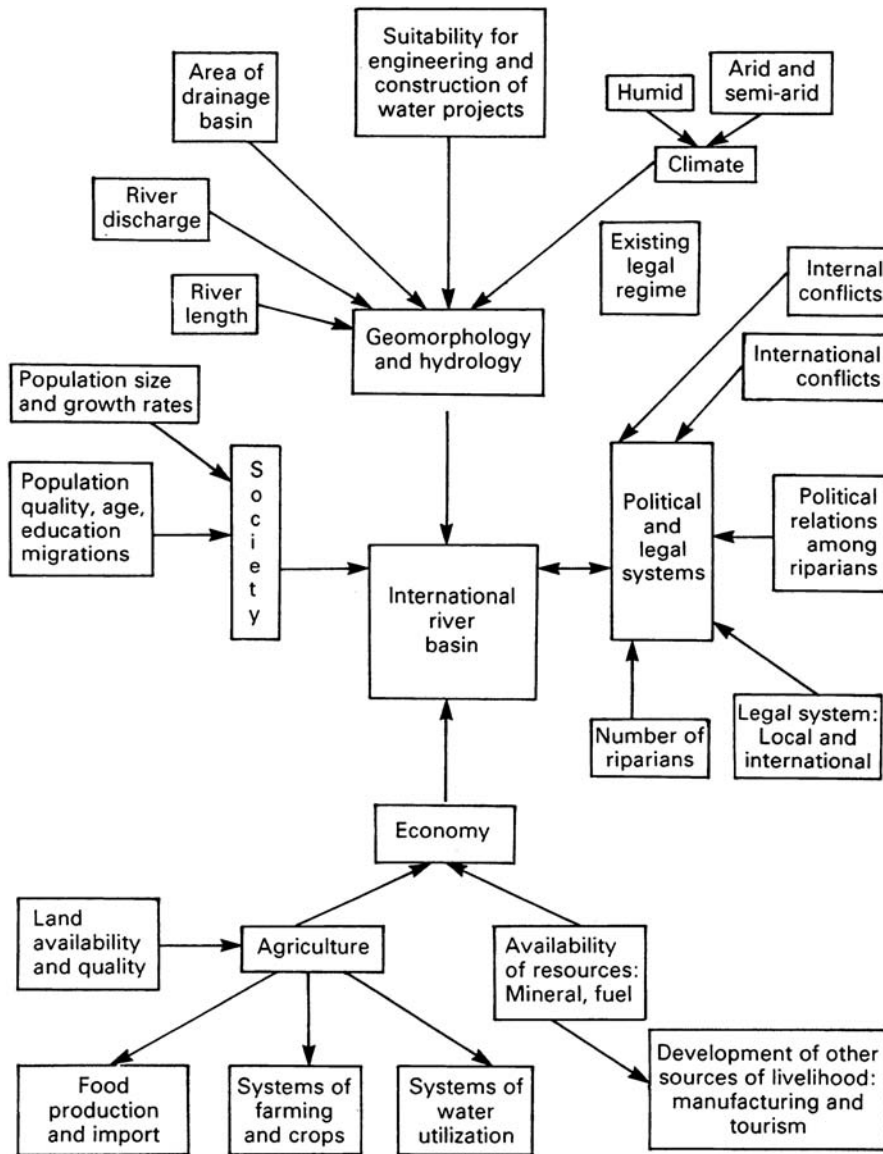 Suitability for
engineering and
construction of
water projects
Area of
drainage
basin
Humid
Arid and
semi-arid
Climate
River
discharge
Existing
legal
regime
Internal
conflicts
River
length
Geomorphology
and hydrology
International
conflicts
Population size
and growth rates
Society
Population
quality, age,
education
migrations
Political
and
legal
systems
Political
relations
among
riparians
International
river
basin
Number of
riparians
Legal system:
Local and
international
Economy
Land
availability
and quality
Agriculture
Availability
of resources:
Mineral, fuel
Food
production
and import
Systems of
farming
and crops
Systems of
water
utilization
Development of other
sources of livelihood:
manufacturing and
tourism